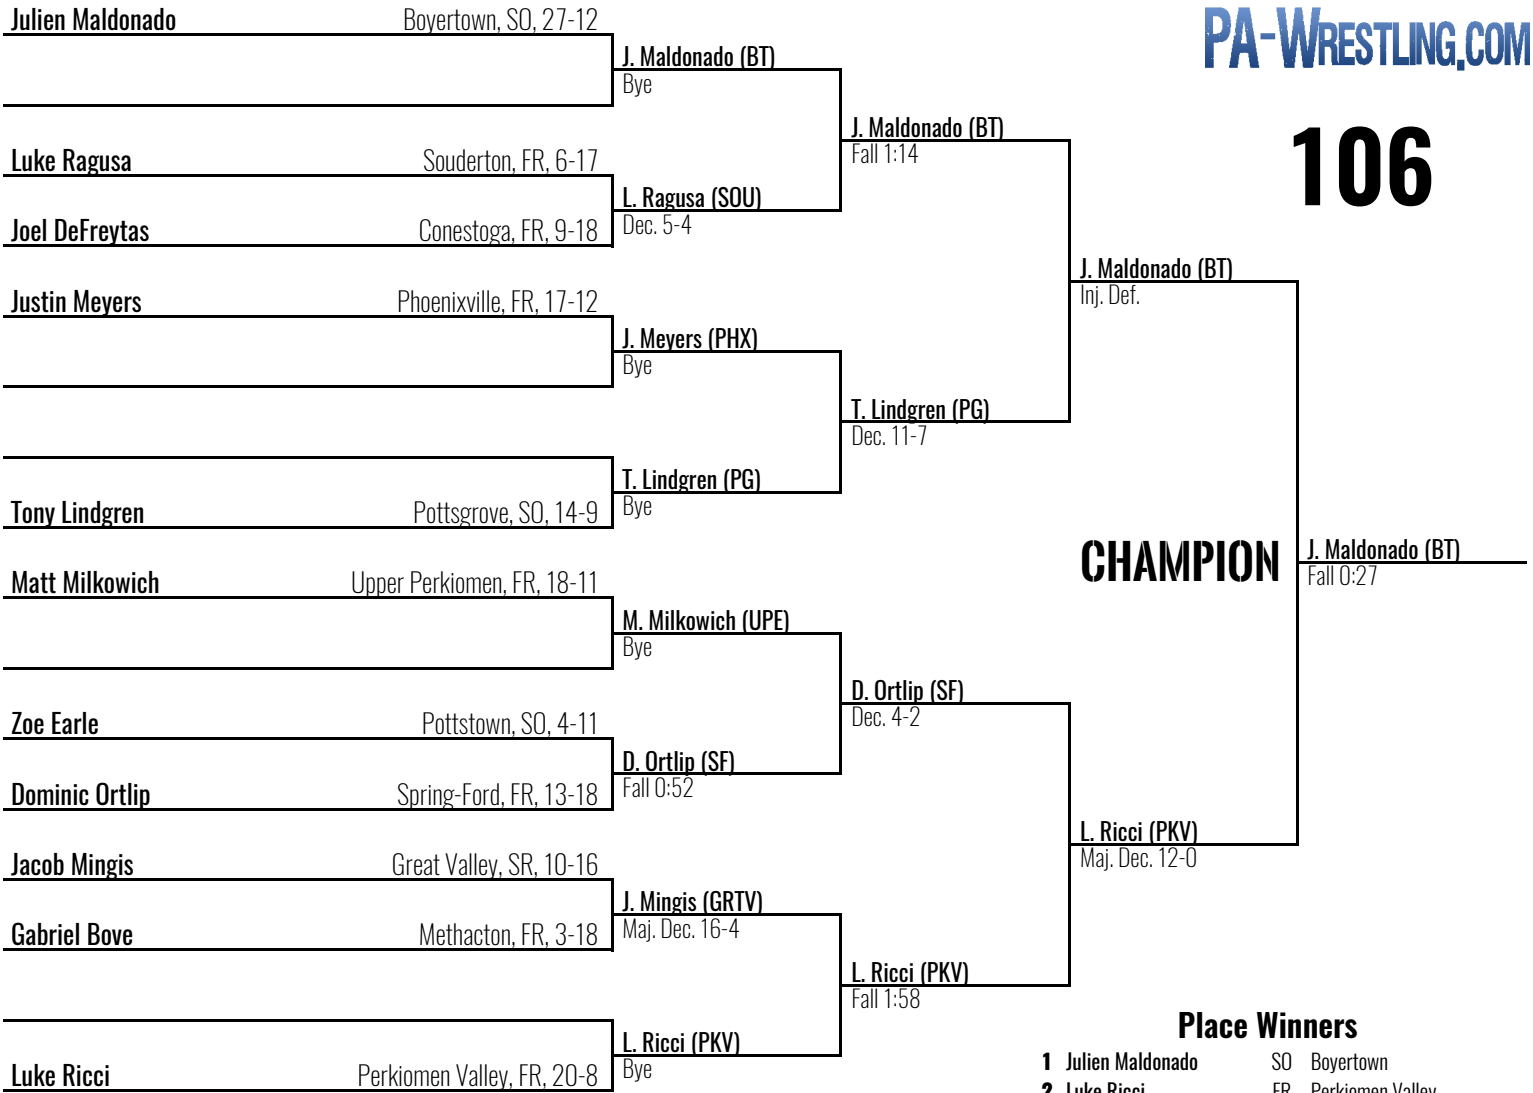 Julien Maldonado Boyertown, SO, 27-12
J. Maldonado (BT)
Bye
Luke Ragusa Souderton, FR, 6-17
L. Ragusa (SOU)
Dec. 5-4
Joel DeFreytas Conestoga, FR, 9-18
J. Maldonado (BT)
Fall 1:14
Justin Meyers Phoenixville, FR, 17-12
J. Meyers (PHX)
Bye
T. Lindgren (PG)
Bye
Tony Lindgren Pottsgrove, SO, 14-9
T. Lindgren (PG)
Dec. 11-7
J. Maldonado (BT)
Inj. Def.
Matt Milkowich Upper Perkiomen, FR, 18-11
M. Milkowich (UPE)
Bye
Zoe Earle Pottstown, SO, 4-11
D. Ortlip (SF)
Fall 0:52
Dominic Ortlip Spring-Ford, FR, 13-18
D. Ortlip (SF)
Dec. 4-2
Jacob Mingis Great Valley, SR, 10-16
J. Mingis (GRTV)
Maj. Dec. 16-4
Gabriel Bove Methacton, FR, 3-18
L. Ricci (PKV)
Fall 1:58
L. Ricci (PKV)
Bye
Luke Ricci Perkiomen Valley, FR, 20-8
L. Ricci (PKV)
Maj. Dec. 12-0
PA-WRESTLING.COM
106
CHAMPION
J. Maldonado (BT)
Fall 0:27
Place Winners
1 Julien Maldonado SO Boyertown
2 Luke Ricci FR Perkiomen Valley